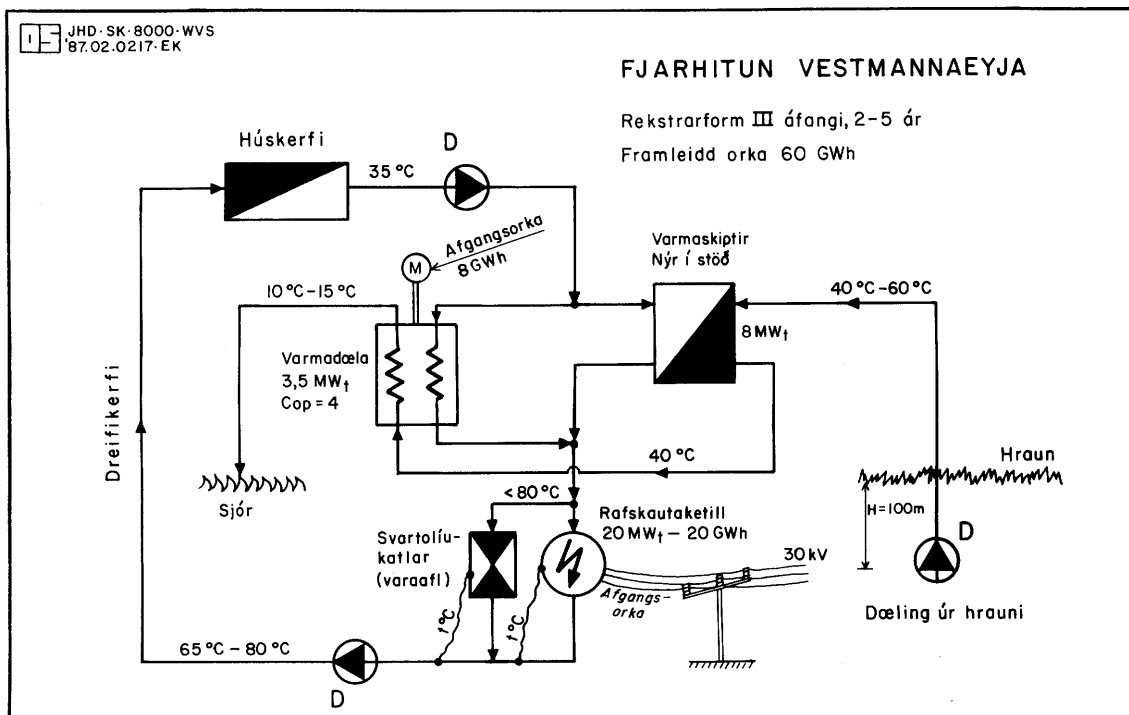 JHD·SK·8000·WVS
'87.02.0217·EK
FJARHITUN VESTMANNAEYJA
Rekstrarform III áfangi, 2-5 ár
Framleidd orka 60 GWh
Húskerfi
D
35 °C
Afgangsorka
8 GWh
M
Varmaskiptir
Nýr í stöð
10 °C-15 °C
40 °C-60 °C
8 MWt
Varmadæla
3,5 MWt
Cop = 4
Dreifikerfi
40 °C
Hraun
Sjór
<80 °C
H=100m
Svartolíu-
katlar
(varaafl)
Rafskautaketill
20 MWt – 20 GWh
D
30 kV
Afgangs-
orka
Dæling úr hrauni
t °C
t °C
65 °C – 80 °C
D